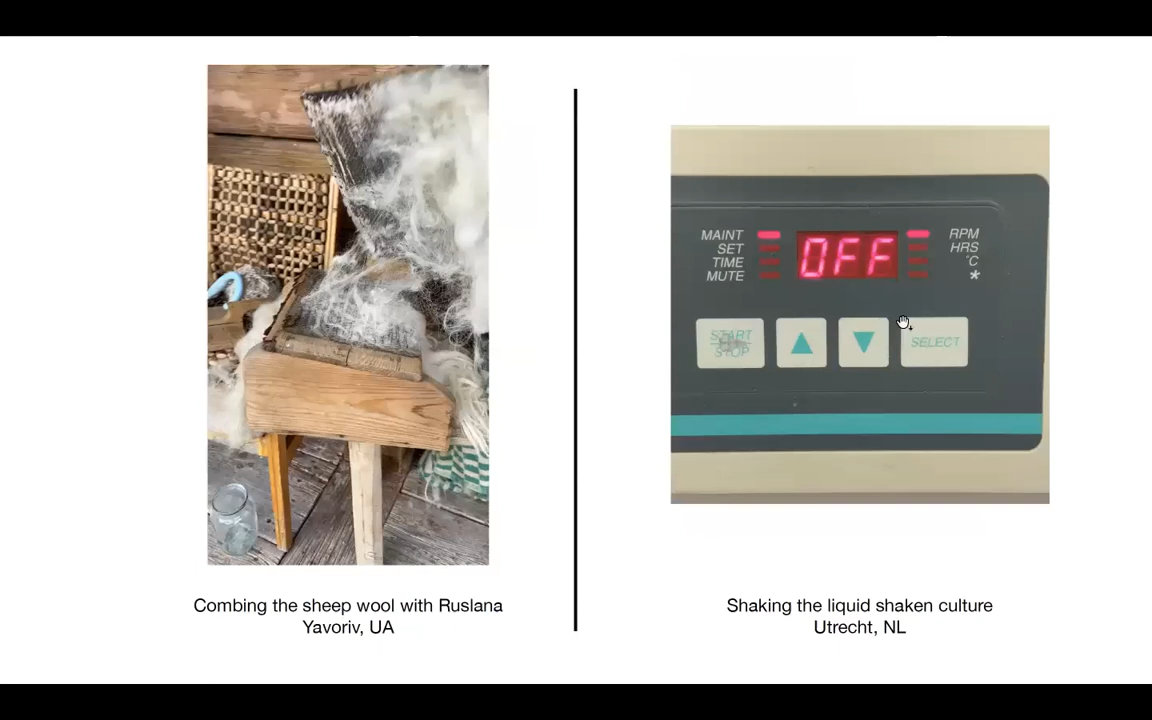 MAINT
SET
TIME
MUTE
OFF
RPM
HRS
°C
*
START
STOP
▲
▼
SELECT
Combing the sheep wool with Ruslana
Yavoriv, UA
Shaking the liquid shaken culture
Utrecht, NL